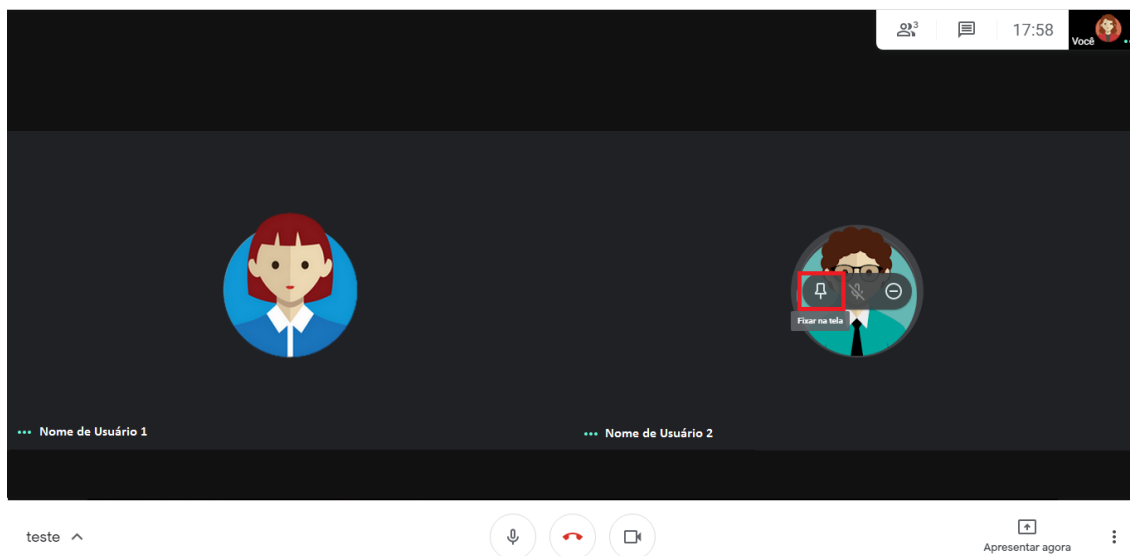 3
17:58
Você
Fixar na tela
Nome de Usuário 1
Nome de Usuário 2
teste
Apresentar agora